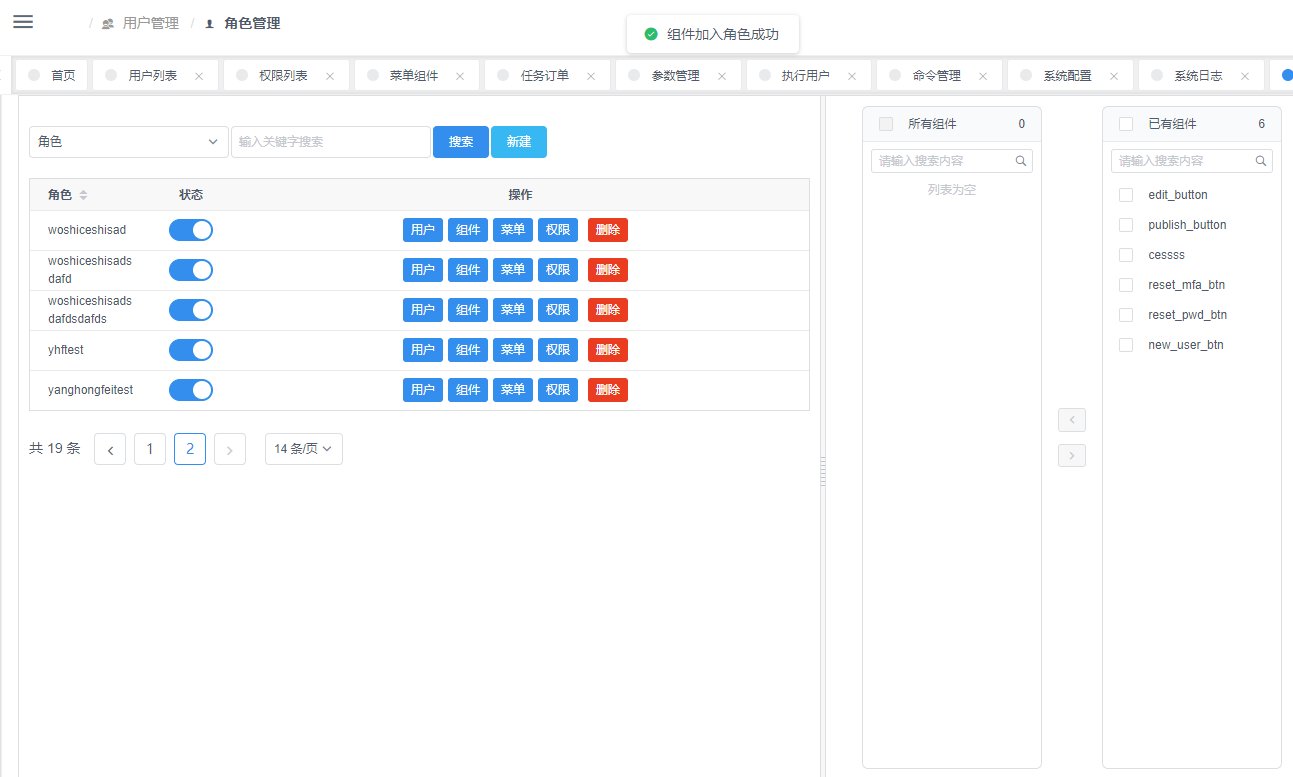 / 用户管理 / 角色管理
组件加入角色成功
首页 用户列表 × 权限列表 × 菜单组件 × 任务订单 × 参数管理 × 执行用户 × 命令管理 × 系统配置 × 系统日志 ×
角色 输入关键字搜索 搜索 新建
角色 状态 操作
woshiceshisad 用户 组件 菜单 权限 删除
woshiceshisads
dafd 用户 组件 菜单 权限 删除
woshiceshisads
dafdsdafds 用户 组件 菜单 权限 删除
yhftest 用户 组件 菜单 权限 删除
yanghongfeitest 用户 组件 菜单 权限 删除
共 19 条 < 1 2 > 14 条/页
所有组件 0
请输入搜索内容
列表为空
< 
>
已有组件 6
请输入搜索内容
edit_button
publish_button
cessss
reset_mfa_btn
reset_pwd_btn
new_user_btn